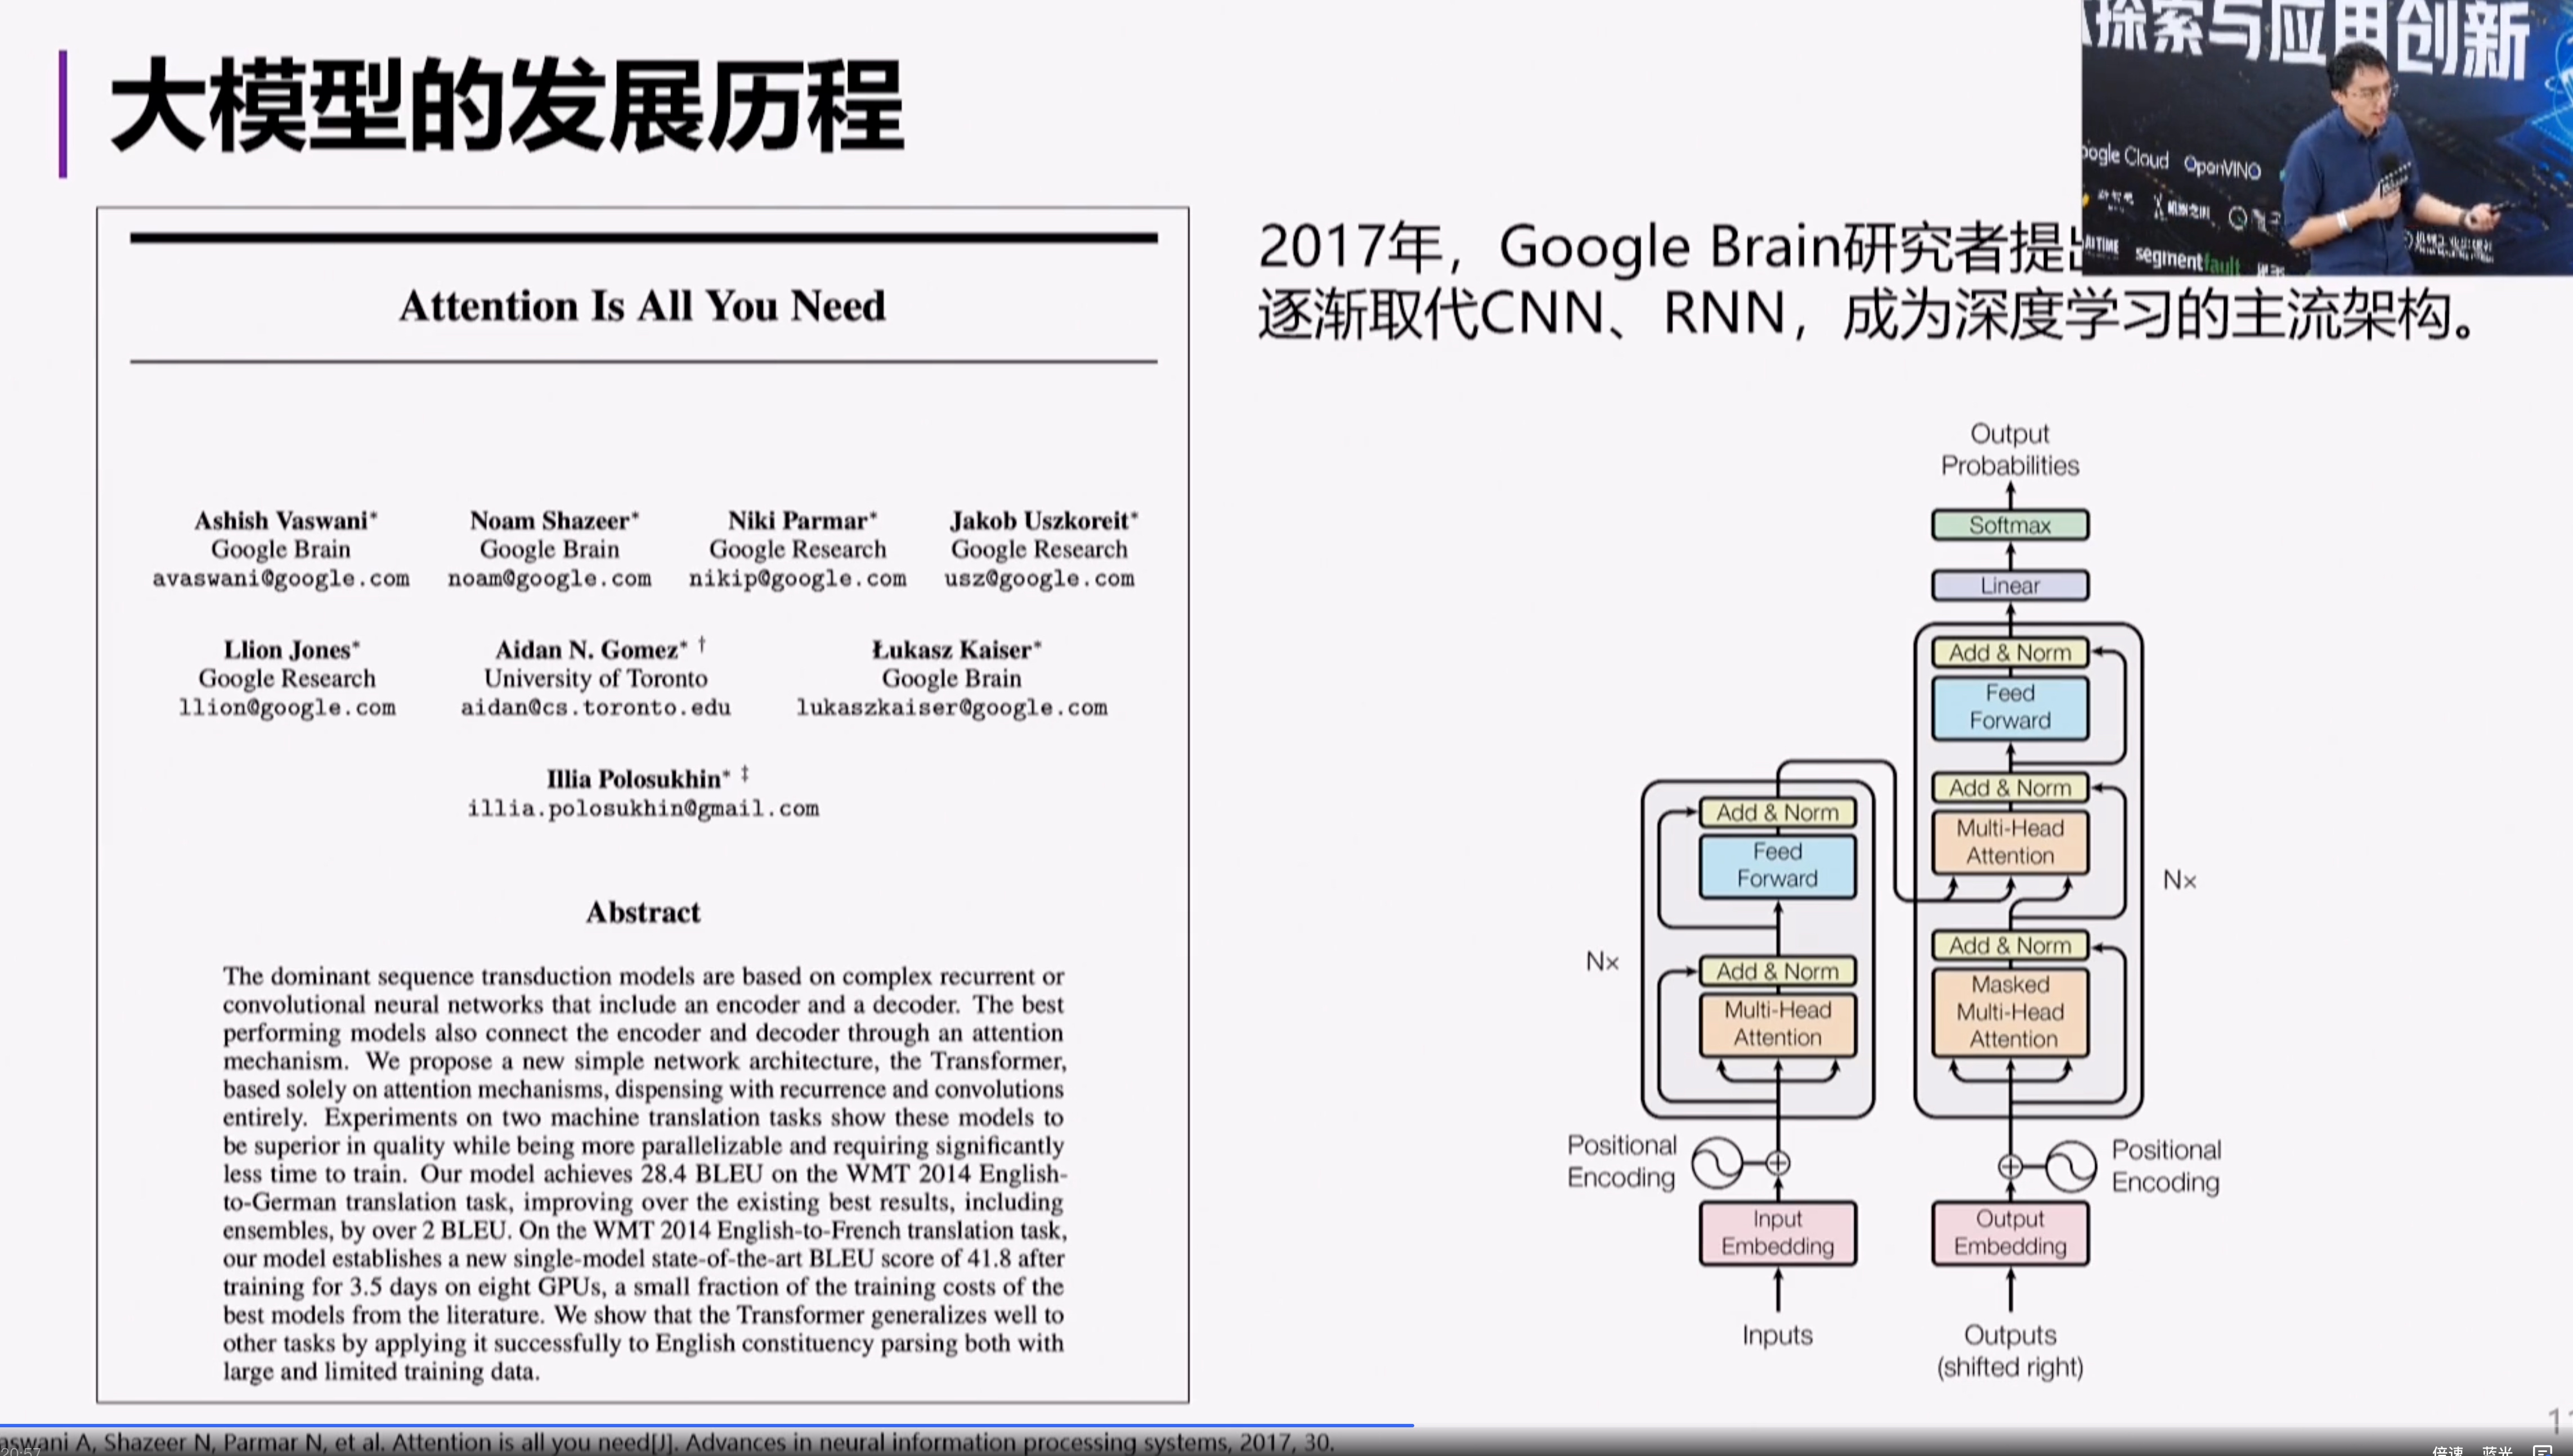 大模型的发展历程
探索与应用创新
Google Cloud OpenVINO
AI TIME segmentfault
2017年，Google Brain研究者提
逐渐取代CNN、RNN，成为深度学习的主流架构。
Attention Is All You Need
Ashish Vaswani* Noam Shazeer* Niki Parmar* Jakob Uszkoreit*
Google Brain Google Brain Google Research Google Research
avaswani@google.com noam@google.com nikip@google.com usz@google.com
Llion Jones* Aidan N. Gomez* † Łukasz Kaiser*
Google Research University of Toronto Google Brain
llion@google.com aidan@cs.toronto.edu lukaszkaiser@google.com
Illia Polosukhin* ‡
illia.polosukhin@gmail.com
Abstract
The dominant sequence transduction models are based on complex recurrent or
convolutional neural networks that include an encoder and a decoder. The best
performing models also connect the encoder and decoder through an attention
mechanism. We propose a new simple network architecture, the Transformer,
based solely on attention mechanisms, dispensing with recurrence and convolutions
entirely. Experiments on two machine translation tasks show these models to
be superior in quality while being more parallelizable and requiring significantly
less time to train. Our model achieves 28.4 BLEU on the WMT 2014 English-
to-German translation task, improving over the existing best results, including
ensembles, by over 2 BLEU. On the WMT 2014 English-to-French translation task,
our model establishes a new single-model state-of-the-art BLEU score of 41.8 after
training for 3.5 days on eight GPUs, a small fraction of the training costs of the
best models from the literature. We show that the Transformer generalizes well to
other tasks by applying it successfully to English constituency parsing both with
large and limited training data.
Output
Probabilities
Softmax
Linear
Add & Norm
Feed
Forward
Add & Norm
Multi-Head
Attention
Nx
Add & Norm
Masked
Multi-Head
Attention
Add & Norm
Feed
Forward
Nx
Add & Norm
Multi-Head
Attention
Positional
Encoding
Positional
Encoding
Input
Embedding
Output
Embedding
Inputs
Outputs
(shifted right)
aswani A, Shazeer N, Parmar N, et al. Attention is all you need[J]. Advances in neural information processing systems, 2017, 30.
20:57
倍速 蓝光